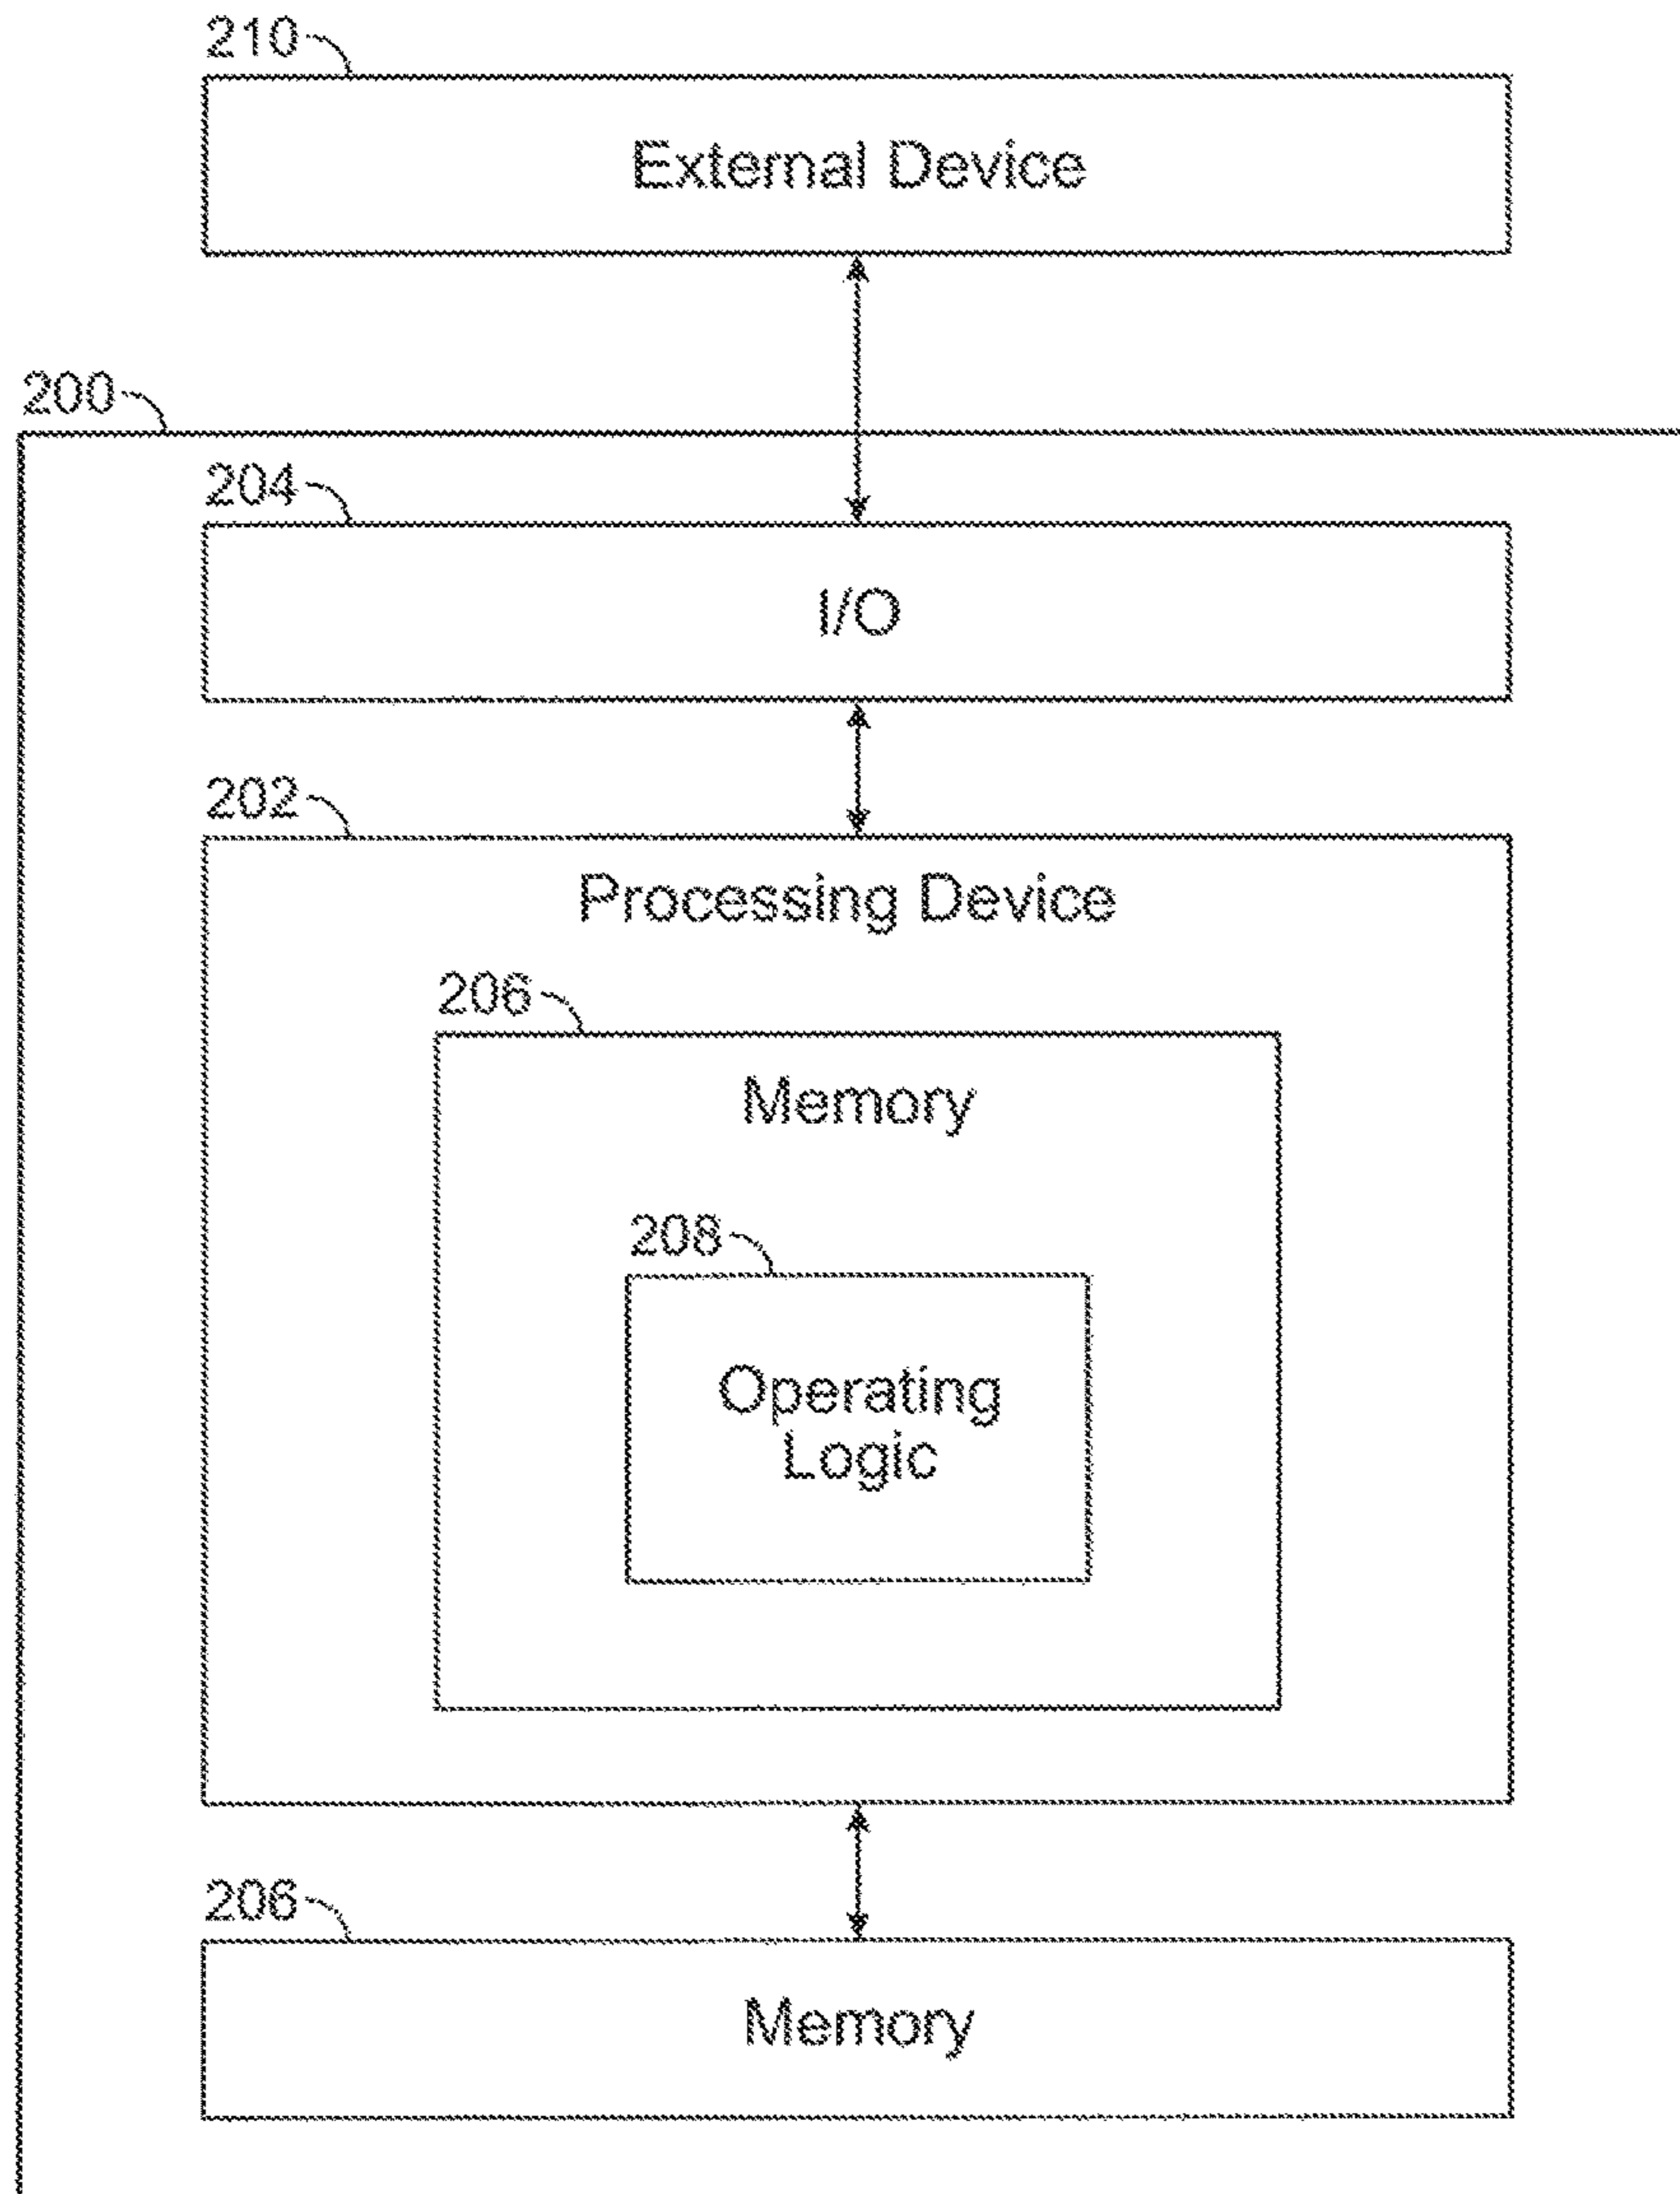 210
External Device
200
204
I/O
202
Processing Device
206
Memory
208
Operating
Logic
206
Memory